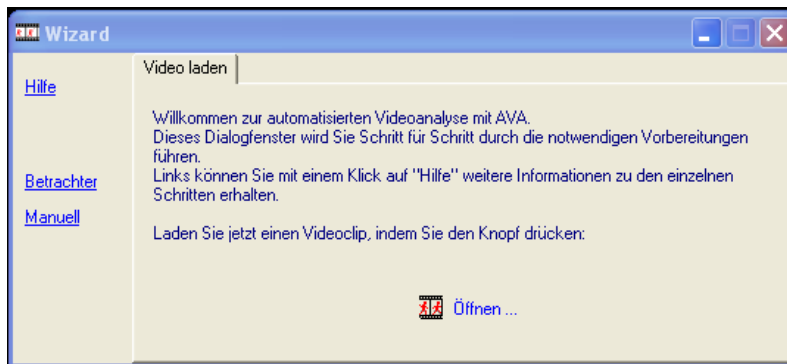 Wizard
Video laden
Hilfe
Willkommen zur automatisierten Videoanalyse mit AVA.
Dieses Dialogfenster wird Sie Schritt für Schritt durch die notwendigen Vorbereitungen
führen.
Links können Sie mit einem Klick auf "Hilfe" weitere Informationen zu den einzelnen
Schritten erhalten.
Betrachter
Manuell
Laden Sie jetzt einen Videoclip, indem Sie den Knopf drücken:
Öffnen ...